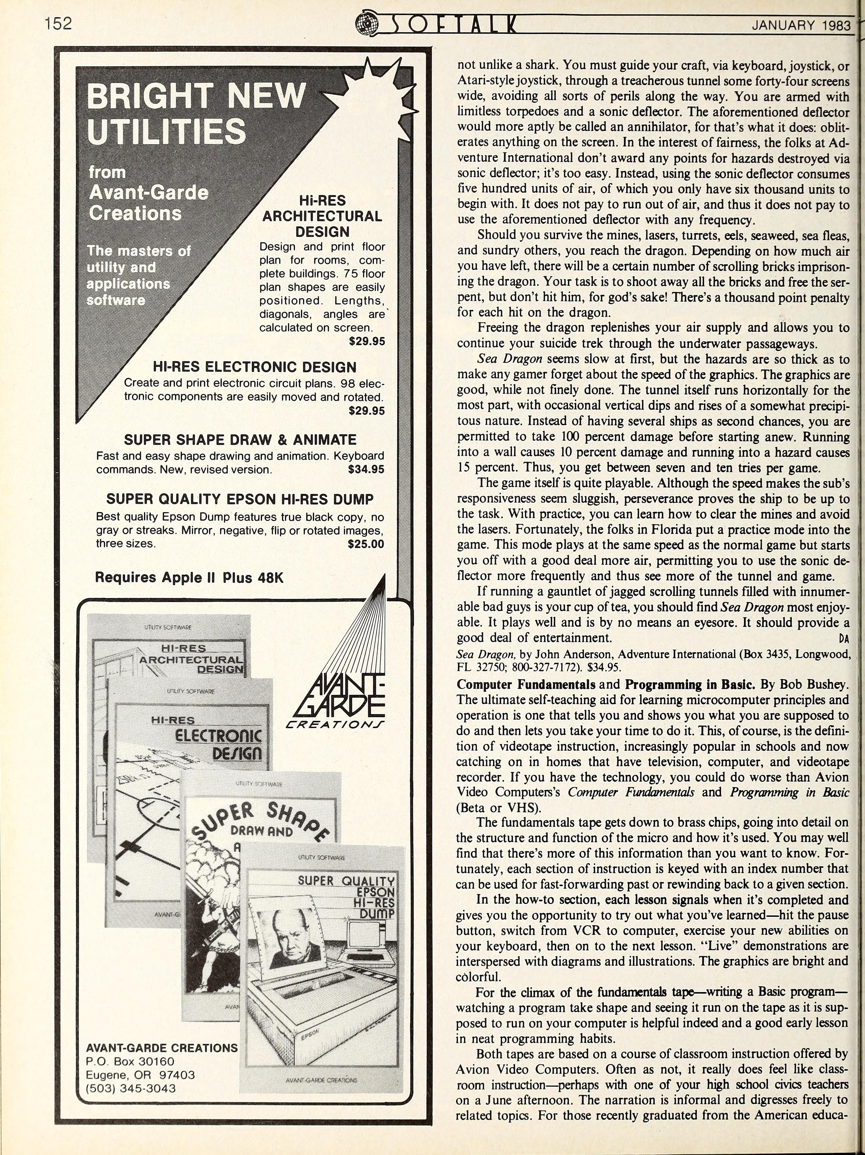 152
SOFTALK
JANUARY 1983
BRIGHT NEW
UTILITIES
from
Avant-Garde
Creations
The masters of
utility and
applications
software
Hi-RES
ARCHITECTURAL
DESIGN
Design and print floor
plan for rooms, com-
plete buildings. 75 floor
plan shapes are easily
positioned. Lengths,
diagonals, angles are
calculated on screen.
$29.95
HI-RES ELECTRONIC DESIGN
Create and print electronic circuit plans. 98 elec-
tronic components are easily moved and rotated.
$29.95
SUPER SHAPE DRAW & ANIMATE
Fast and easy shape drawing and animation. Keyboard
commands. New, revised version. $34.95
SUPER QUALITY EPSON HI-RES DUMP
Best quality Epson Dump features true black copy, no
gray or streaks. Mirror, negative, flip or rotated images,
three sizes. $25.00
Requires Apple II Plus 48K
AVANT-
GARDE
CREATIONS
UTILITY SOFTWARE
HI-RES
ARCHITECTURAL
DESIGN
UTILITY SOFTWARE
HI-RES
ELECTRONIC
DESIGN
AVANT-G
UTILITY SOFTWARE
SUPER SHAPE
DRAW AND
A
AVAN
UTILITY SOFTWARE
SUPER QUALITY
EPSON
HI-RES
DUMP
EPSON
AVANT-GARDE CREATIONS
AVANT-GARDE CREATIONS
P.O. Box 30160
Eugene, OR 97403
(503) 345-3043
not unlike a shark. You must guide your craft, via keyboard, joystick, or
Atari-style joystick, through a treacherous tunnel some forty-four screens
wide, avoiding all sorts of perils along the way. You are armed with
limitless torpedoes and a sonic deflector. The aforementioned deflector
would more aptly be called an annihilator, for that's what it does: oblit-
erates anything on the screen. In the interest of fairness, the folks at Ad-
venture International don't award any points for hazards destroyed via
sonic deflector; it's too easy. Instead, using the sonic deflector consumes
five hundred units of air, of which you only have six thousand units to
begin with. It does not pay to run out of air, and thus it does not pay to
use the aforementioned deflector with any frequency.
Should you survive the mines, lasers, turrets, eels, seaweed, sea fleas,
and sundry others, you reach the dragon. Depending on how much air
you have left, there will be a certain number of scrolling bricks imprison-
ing the dragon. Your task is to shoot away all the bricks and free the ser-
pent, but don't hit him, for god's sake! There's a thousand point penalty
for each hit on the dragon.
Freeing the dragon replenishes your air supply and allows you to
continue your suicide trek through the underwater passageways.
Sea Dragon seems slow at first, but the hazards are so thick as to
make any gamer forget about the speed of the graphics. The graphics are
good, while not finely done. The tunnel itself runs horizontally for the
most part, with occasional vertical dips and rises of a somewhat precipi-
tous nature. Instead of having several ships as second chances, you are
permitted to take 100 percent damage before starting anew. Running
into a wall causes 10 percent damage and running into a hazard causes
15 percent. Thus, you get between seven and ten tries per game.
The game itself is quite playable. Although the speed makes the sub's
responsiveness seem sluggish, perseverance proves the ship to be up to
the task. With practice, you can learn how to clear the mines and avoid
the lasers. Fortunately, the folks in Florida put a practice mode into the
game. This mode plays at the same speed as the normal game but starts
you off with a good deal more air, permitting you to use the sonic de-
flector more frequently and thus see more of the tunnel and game.
If running a gauntlet of jagged scrolling tunnels filled with innumer-
able bad guys is your cup of tea, you should find Sea Dragon most enjoy-
able. It plays well and is by no means an eyesore. It should provide a
good deal of entertainment. DA
Sea Dragon, by John Anderson, Adventure International (Box 3435, Longwood,
FL 32750; 800-327-7172). $34.95.
Computer Fundamentals and Programming in Basic. By Bob Bushey.
The ultimate self-teaching aid for learning microcomputer principles and
operation is one that tells you and shows you what you are supposed to
do and then lets you take your time to do it. This, of course, is the defini-
tion of videotape instruction, increasingly popular in schools and now
catching on in homes that have television, computer, and videotape
recorder. If you have the technology, you could do worse than Avion
Video Computers's Computer Fundamentals and Programming in Basic
(Beta or VHS).
The fundamentals tape gets down to brass chips, going into detail on
the structure and function of the micro and how it's used. You may well
find that there's more of this information than you want to know. For-
tunately, each section of instruction is keyed with an index number that
can be used for fast-forwarding past or rewinding back to a given section.
In the how-to section, each lesson signals when it's completed and
gives you the opportunity to try out what you've learned—hit the pause
button, switch from VCR to computer, exercise your new abilities on
your keyboard, then on to the next lesson. "Live" demonstrations are
interspersed with diagrams and illustrations. The graphics are bright and
colorful.
For the climax of the fundamentals tape—writing a Basic program—
watching a program take shape and seeing it run on the tape as it is sup-
posed to run on your computer is helpful indeed and a good early lesson
in neat programming habits.
Both tapes are based on a course of classroom instruction offered by
Avion Video Computers. Often as not, it really does feel like class-
room instruction—perhaps with one of your high school civics teachers
on a June afternoon. The narration is informal and digresses freely to
related topics. For those recently graduated from the American educa-